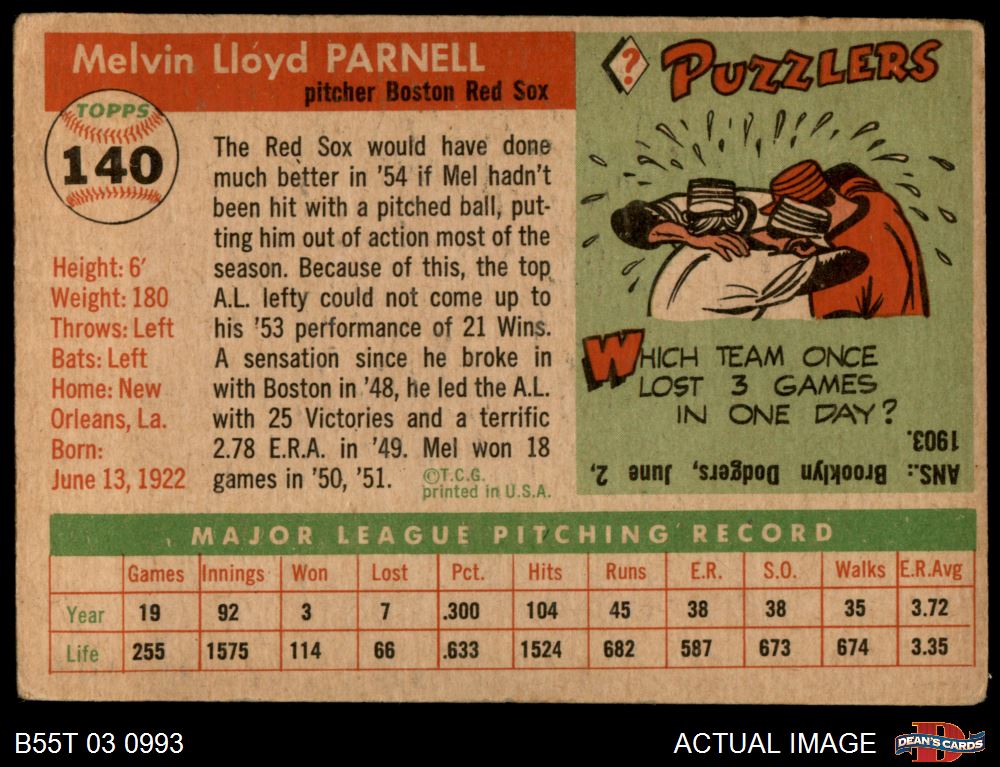 Melvin Lloyd PARNELL
pitcher Boston Red Sox
TOPPS
140
Height: 6′
Weight: 180
Throws: Left
Bats: Left
Home: New
Orleans, La.
Born:
June 13, 1922
The Red Sox would have done
much better in '54 if Mel hadn't
been hit with a pitched ball, put-
ting him out of action most of the
season. Because of this, the top
A.L. lefty could not come up to
his '53 performance of 21 Wins.
A sensation since he broke in
with Boston in '48, he led the A.L.
with 25 Victories and a terrific
2.78 E.R.A. in '49. Mel won 18
games in '50, '51.
©T.C.G.
printed in U.S.A.
?
PUZZLERS
WHICH TEAM ONCE
LOST 3 GAMES
IN ONE DAY?
ANS.: Brooklyn Dodgers, June 2,
1903.
MAJOR LEAGUE PITCHING RECORD
Games Innings Won Lost Pct. Hits Runs E.R. S.O. Walks E.R.Avg
Year 19 92 3 7 .300 104 45 38 38 35 3.72
Life 255 1575 114 66 .633 1524 682 587 673 674 3.35
B55T 03 0993
ACTUAL IMAGE
D
DEAN'S CARDS